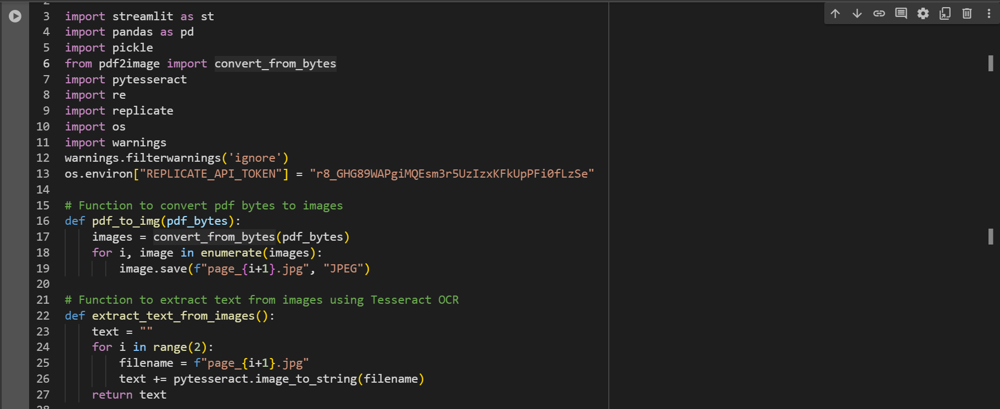 3 import streamlit as st
4 import pandas as pd
5 import pickle
6 from pdf2image import convert_from_bytes
7 import pytesseract
8 import re
9 import replicate
10 import os
11 import warnings
12 warnings.filterwarnings('ignore')
13 os.environ["REPLICATE_API_TOKEN"] = "r8_GHG89WAPgiMQEsm3r5UzIzxKFkUpPFi0fLzSe"
14
15 # Function to convert pdf bytes to images
16 def pdf_to_img(pdf_bytes):
17     images = convert_from_bytes(pdf_bytes)
18     for i, image in enumerate(images):
19         image.save(f"page_{i+1}.jpg", "JPEG")
20
21 # Function to extract text from images using Tesseract OCR
22 def extract_text_from_images():
23     text = ""
24     for i in range(2):
25         filename = f"page_{i+1}.jpg"
26         text += pytesseract.image_to_string(filename)
27     return text